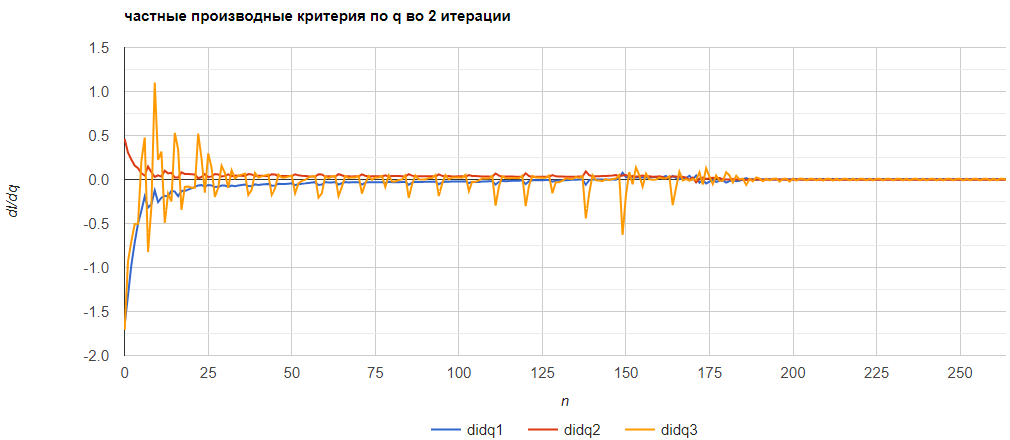 частные производные критерия по q во 2 итерации
1.5
1.0
0.5
0.0
-0.5
-1.0
-1.5
-2.0
dI/dq
0 25 50 75 100 125 150 175 200 225 250
n
didq1 didq2 didq3